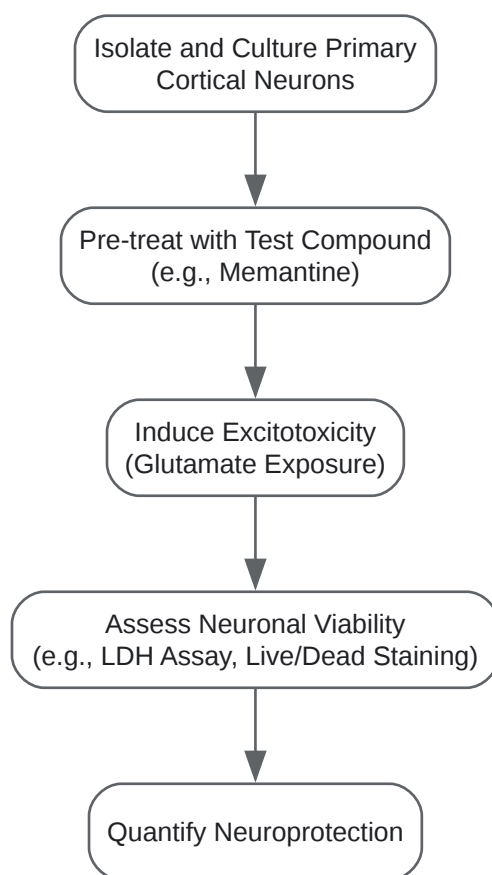 Isolate and Culture Primary
Cortical Neurons
Pre-treat with Test Compound
(e.g., Memantine)
Induce Excitotoxicity
(Glutamate Exposure)
Assess Neuronal Viability
(e.g., LDH Assay, Live/Dead Staining)
Quantify Neuroprotection